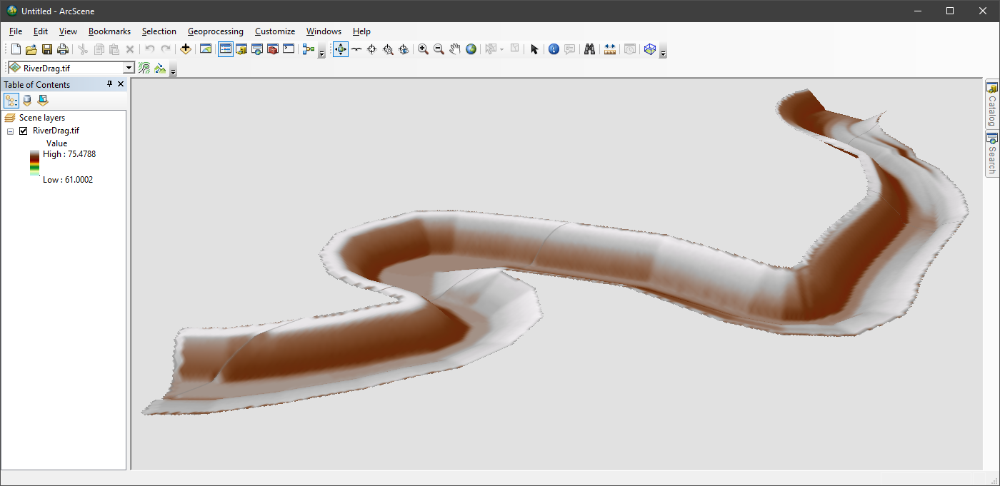 Untitled - ArcScene
File Edit View Bookmarks Selection Geoprocessing Customize Windows Help
RiverDrag.tif
Table of Contents
Scene layers
RiverDrag.tif
Value
High : 75.4788
Low : 61.0002
Catalog
Search